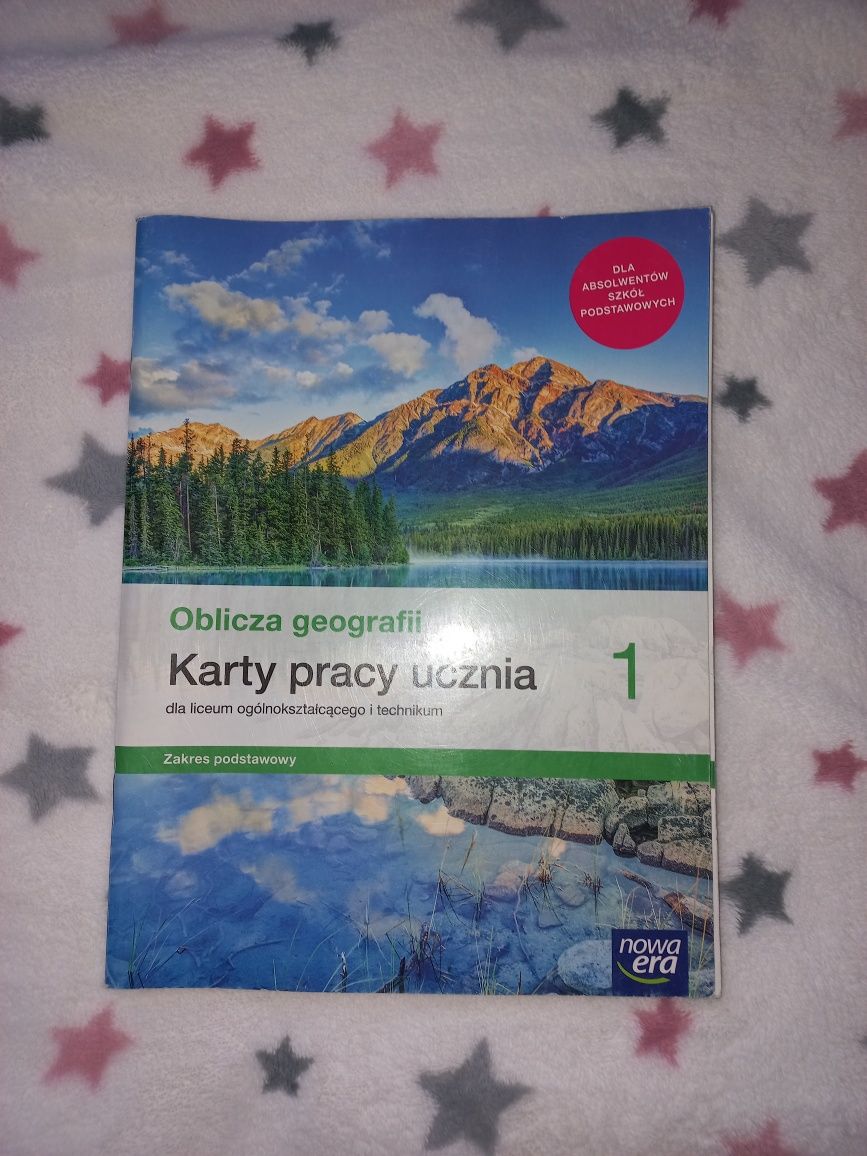 DLA
ABSOLWENTÓW
SZKÓŁ
PODSTAWOWYCH
Oblicza geografii
Karty pracy ucznia 1
dla liceum ogólnokształcącego i technikum
Zakres podstawowy
nowa
era